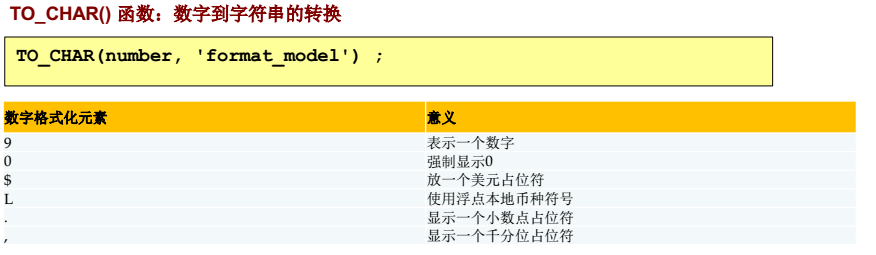 TO_CHAR() 函数：数字到字符串的转换
TO_CHAR(number, 'format_model') ;
数字格式化元素 意义
9 表示一个数字
0 强制显示0
$ 放一个美元占位符
L 使用浮点本地币种符号
. 显示一个小数点占位符
, 显示一个千分位占位符